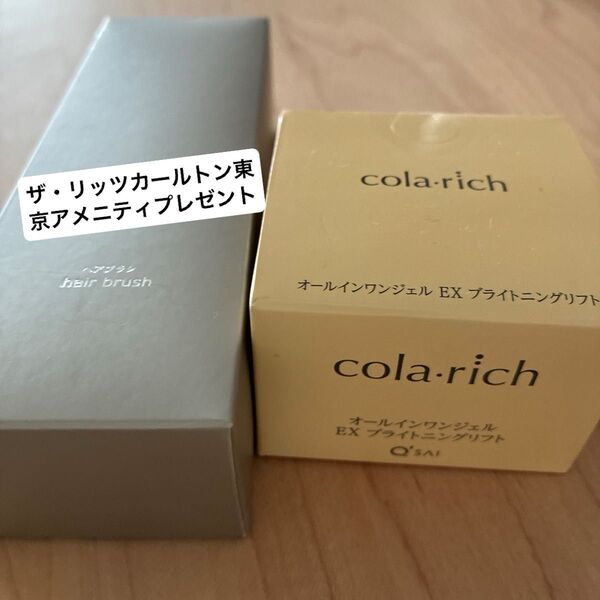 ザ・リッツカールトン東
京アメニティプレゼント
ヘアブラシ
hair brush
cola・rich
オールインワンジェル EX ブライトニングリフト
cola・rich
オールインワンジェル
EX ブライトニングリフト
Q'SAI